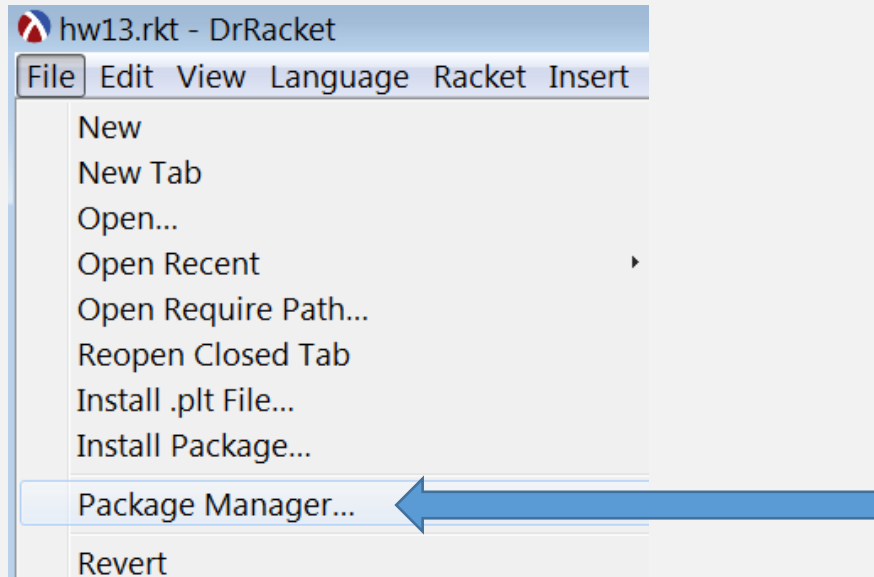 hw13.rkt - DrRacket
File Edit View Language Racket Insert
New
New Tab
Open...
Open Recent
Open Require Path...
Reopen Closed Tab
Install .plt File...
Install Package...
Package Manager...
Revert